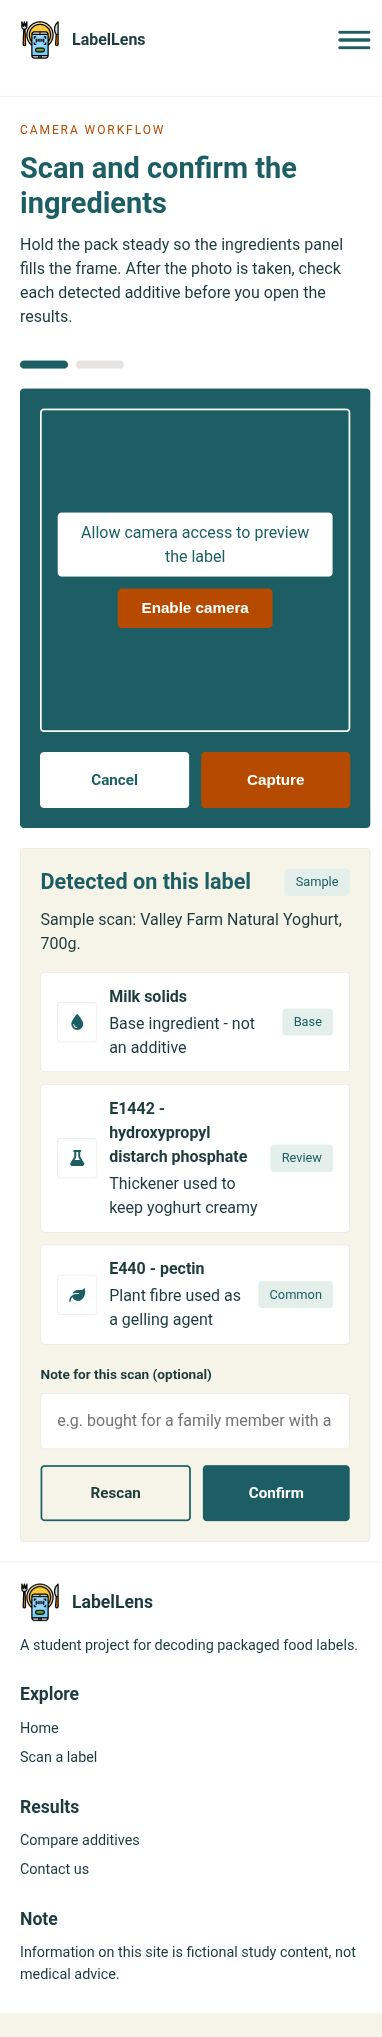 LabelLens
CAMERA WORKFLOW
Scan and confirm the
ingredients
Hold the pack steady so the ingredients panel
fills the frame. After the photo is taken, check
each detected additive before you open the
results.
Allow camera access to preview
the label
Enable camera
Cancel
Capture
Detected on this label
Sample
Sample scan: Valley Farm Natural Yoghurt,
700g.
Milk solids
Base ingredient - not
an additive
Base
E1442 -
hydroxypropyl
distarch phosphate
Thickener used to
keep yoghurt creamy
Review
E440 - pectin
Plant fibre used as
a gelling agent
Common
Note for this scan (optional)
e.g. bought for a family member with a
Rescan
Confirm
LabelLens
A student project for decoding packaged food labels.
Explore
Home
Scan a label
Results
Compare additives
Contact us
Note
Information on this site is fictional study content, not
medical advice.